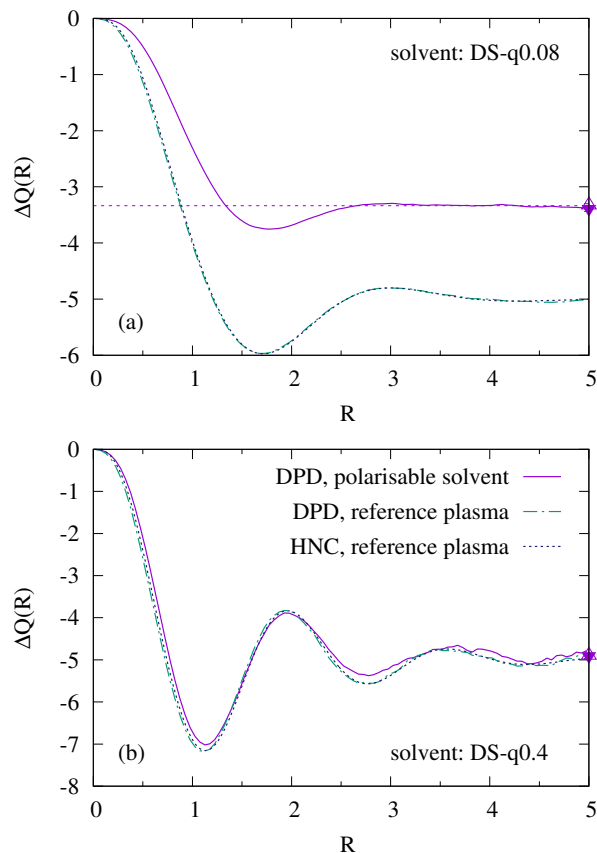 0
-1
-2
-3
-4
-5
-6
ΔQ(R)
solvent: DS-q0.08
(a)
0 1 2 3 4 5
R
0
-1
-2
-3
-4
-5
-6
-7
-8
ΔQ(R)
DPD, polarisable solvent
DPD, reference plasma
HNC, reference plasma
(b)
solvent: DS-q0.4
0 1 2 3 4 5
R